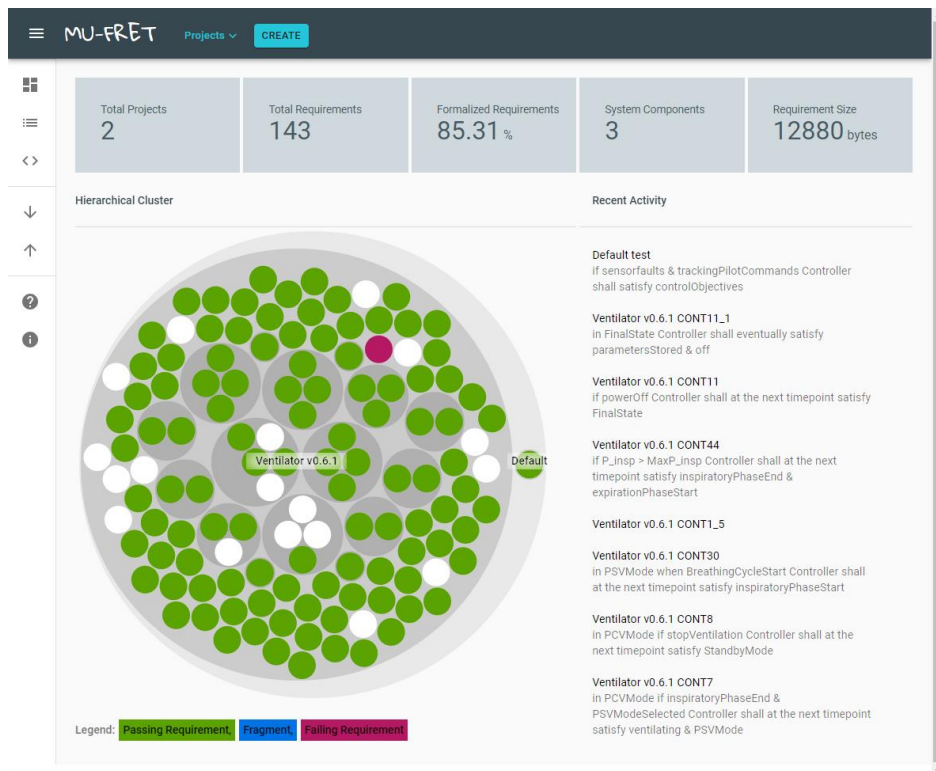 MU-FRET
Projects
CREATE
Total Projects
2
Total Requirements
143
Formalized Requirements
85.31 %
System Components
3
Requirement Size
12880 bytes
Hierarchical Cluster
Recent Activity
Ventilator v0.6.1
Default
Default test
if sensorfaults & trackingPilotCommands Controller
shall satisfy controlObjectives
Ventilator v0.6.1 CONT11_1
in FinalState Controller shall eventually satisfy
parametersStored & off
Ventilator v0.6.1 CONT11
if powerOff Controller shall at the next timepoint satisfy
FinalState
Ventilator v0.6.1 CONT44
if P_insp > MaxP_insp Controller shall at the next
timepoint satisfy inspiratoryPhaseEnd &
expirationPhaseStart
Ventilator v0.6.1 CONT1_5
Ventilator v0.6.1 CONT30
in PSVMode when BreathingCycleStart Controller shall
at the next timepoint satisfy inspiratoryPhaseStart
Ventilator v0.6.1 CONT8
in PCVMode if stopVentilation Controller shall at the
next timepoint satisfy StandbyMode
Ventilator v0.6.1 CONT7
in PCVMode if inspiratoryPhaseEnd &
PSVModeSelected Controller shall at the next timepoint
satisfy ventilating & PSVMode
Legend: Passing Requirement, Fragment, Failing Requirement